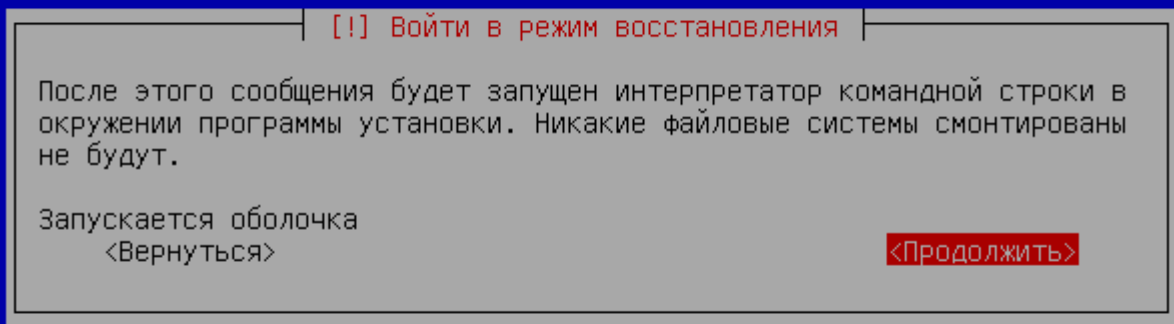 [!] Войти в режим восстановления
После этого сообщения будет запущен интерпретатор командной строки в
окружении программы установки. Никакие файловые системы смонтированы
не будут.
Запускается оболочка
<Вернуться> <Продолжить>